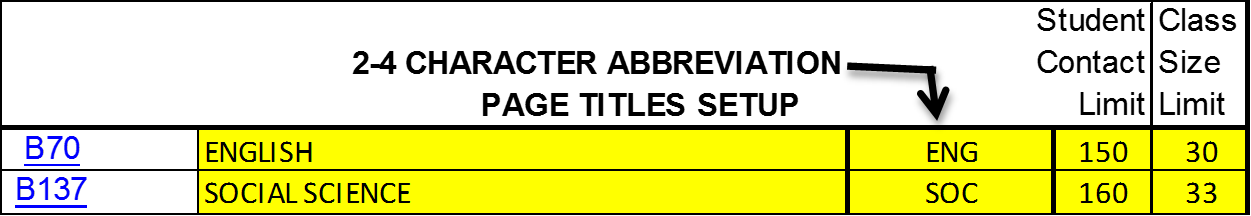 Student Class
2-4 CHARACTER ABBREVIATION Contact Size
PAGE TITLES SETUP Limit Limit
B70 ENGLISH ENG 150 30
B137 SOCIAL SCIENCE SOC 160 33